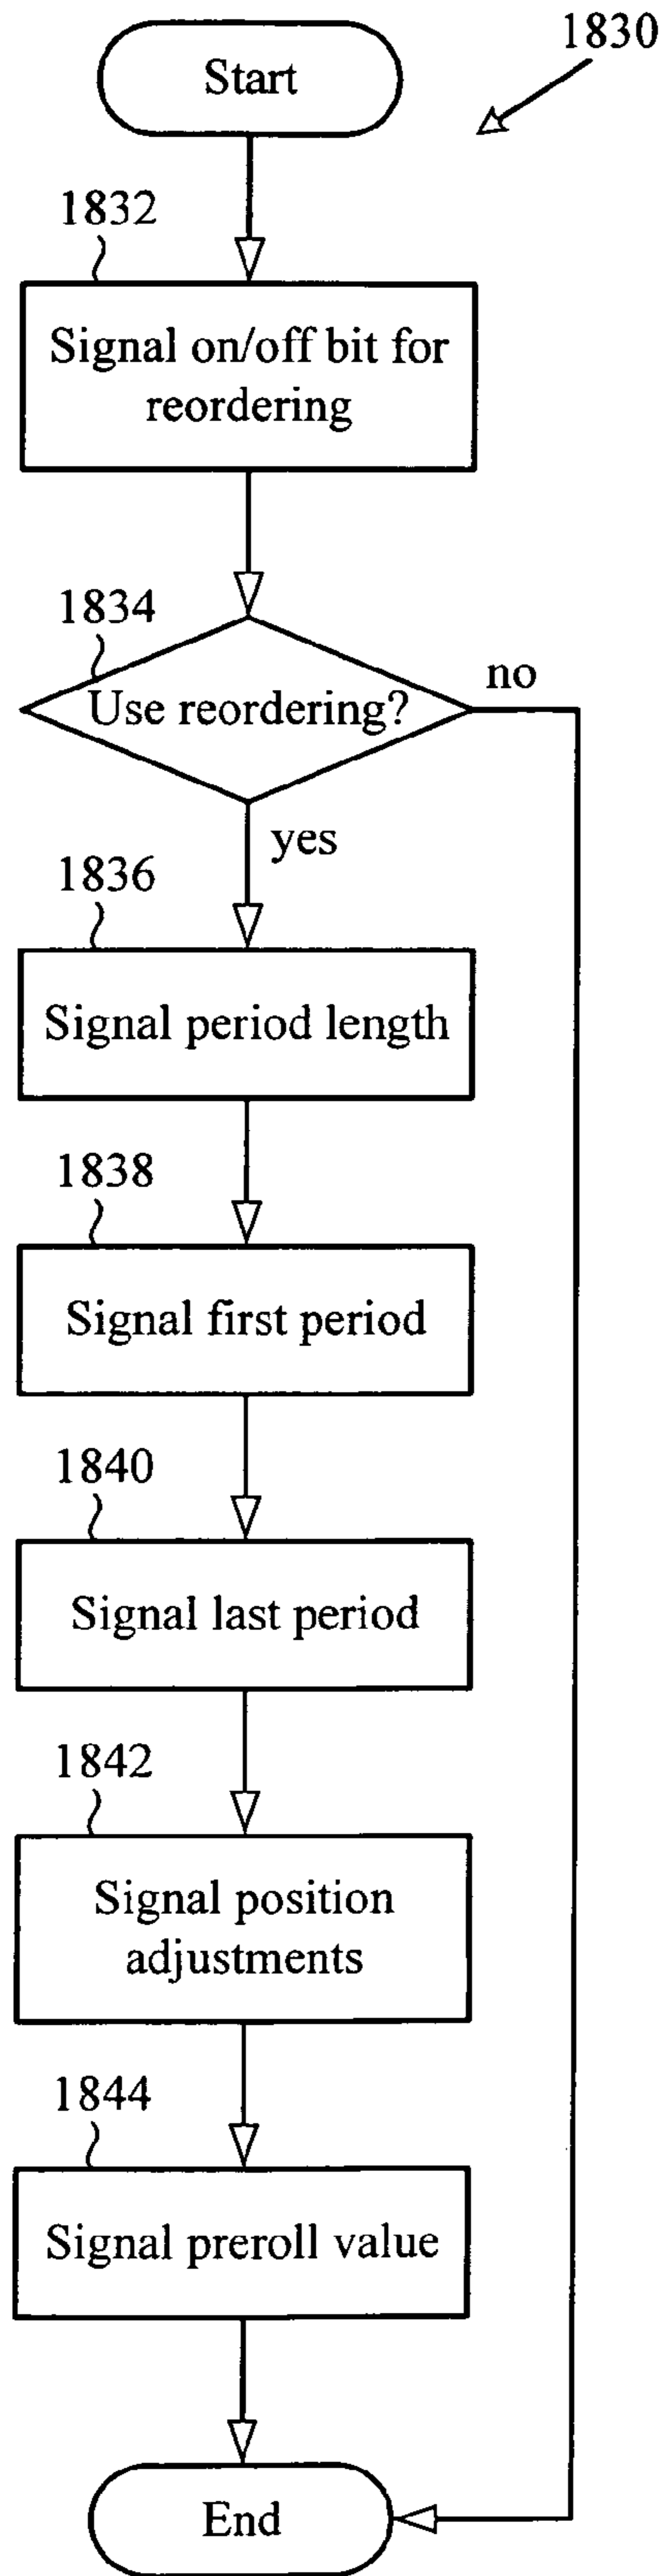 1830
Start
1832
Signal on/off bit for
reordering
1834
Use reordering?
no
yes
1836
Signal period length
1838
Signal first period
1840
Signal last period
1842
Signal position
adjustments
1844
Signal preroll value
End